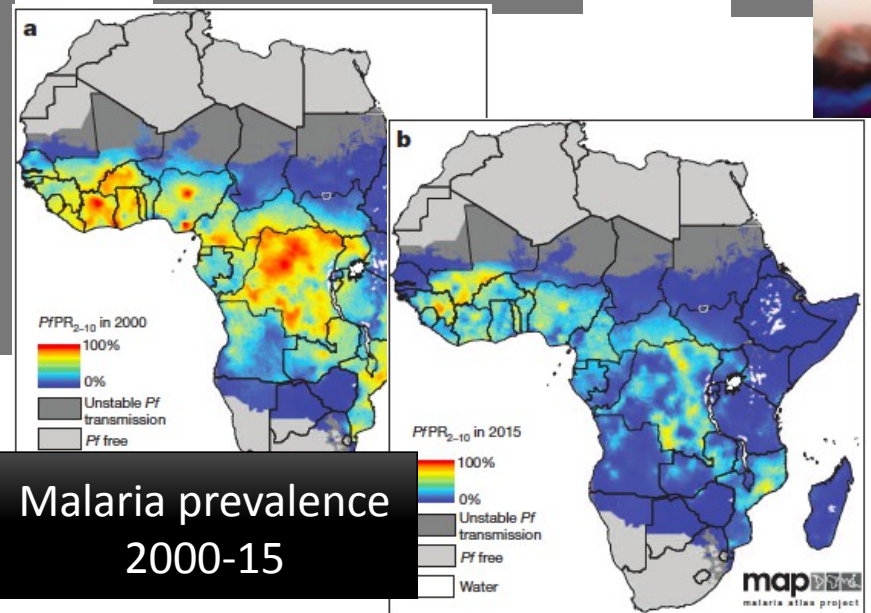 a
PfPR2–10 in 2000
100%
0%
Unstable Pf
transmission
Pf free
b
PfPR2–10 in 2015
100%
0%
Unstable Pf
transmission
Pf free
Water
map
malaria atlas project
Malaria prevalence
2000-15